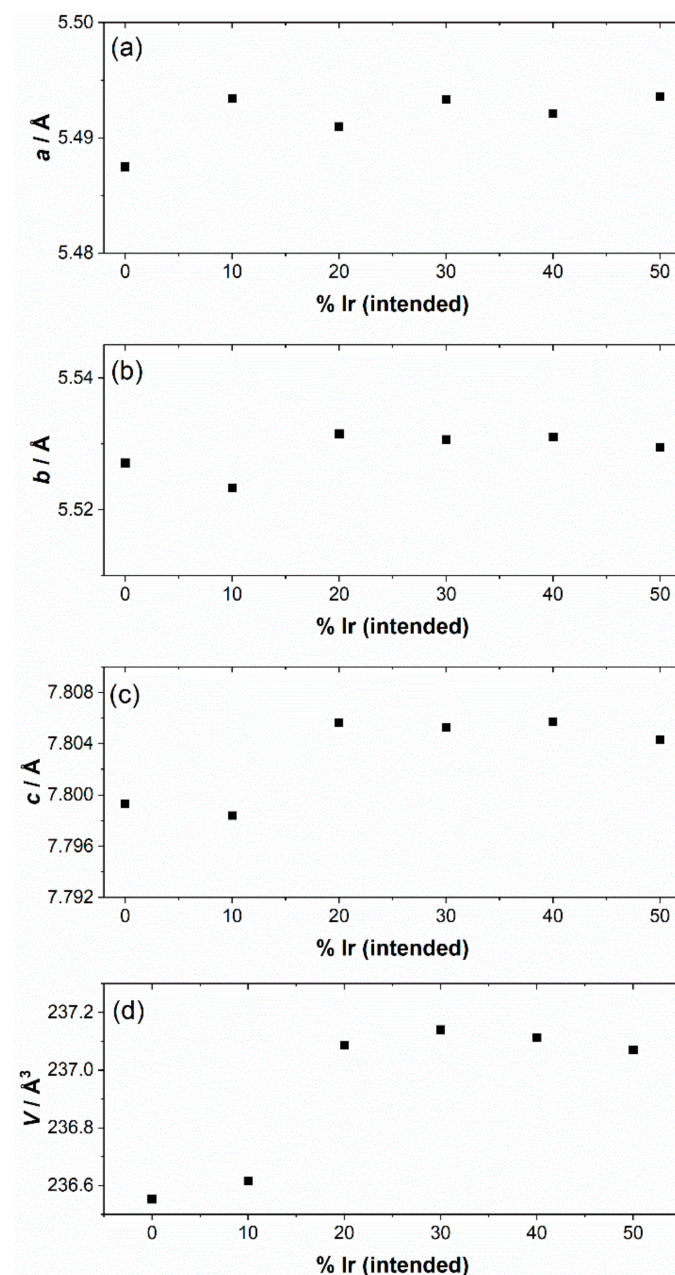 5.50
(a)
a / Å
5.49
5.48
0 10 20 30 40 50
% Ir (intended)
(b)
5.54
b / Å
5.52
0 10 20 30 40 50
% Ir (intended)
(c)
7.808
7.804
c / Å
7.800
7.796
7.792
0 10 20 30 40 50
% Ir (intended)
(d)
237.2
237.0
V / Å³
236.8
236.6
0 10 20 30 40 50
% Ir (intended)